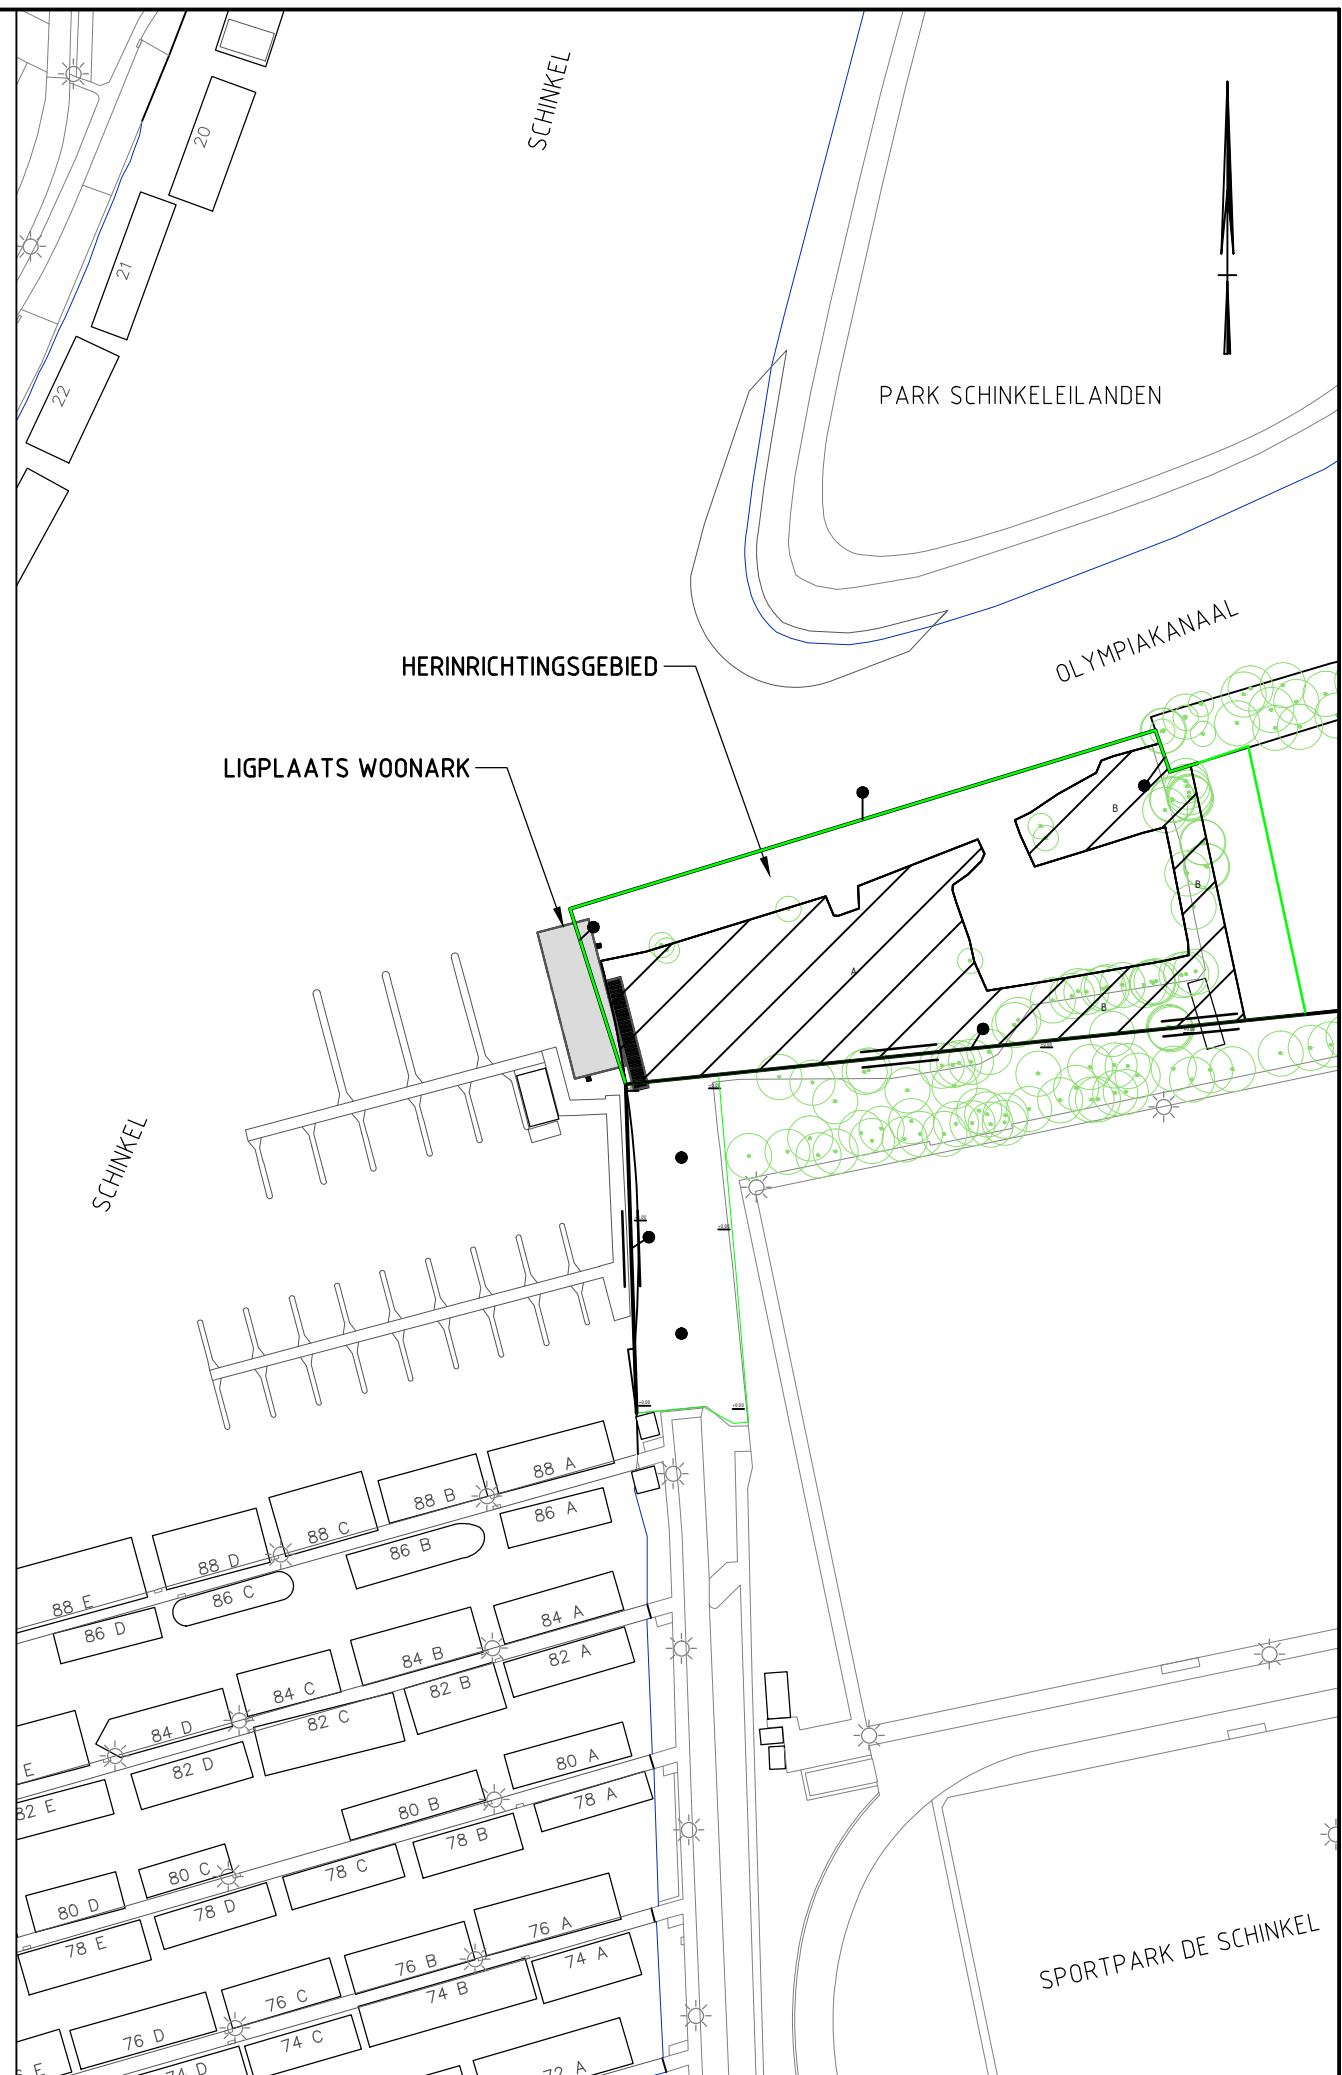 SCHINKEL
20
21
22
PARK SCHINKELEILANDEN
OLYMPIAKANAAL
HERINRICHTINGSGEBIED
LIGPLAATS WOONARK
B
B
A
B
SCHINKEL
88 A
88 B
88 C
88 D
88 E
86 A
86 B
86 C
86 D
84 A
84 B
84 C
84 D
E
82 A
82 B
82 C
82 D
82 E
80 A
80 B
80 C
80 D
78 A
78 B
78 C
78 D
78 E
76 A
76 B
76 C
76 D
E
74 A
74 B
74 C
74 D
72 A
SPORTPARK DE SCHINKEL